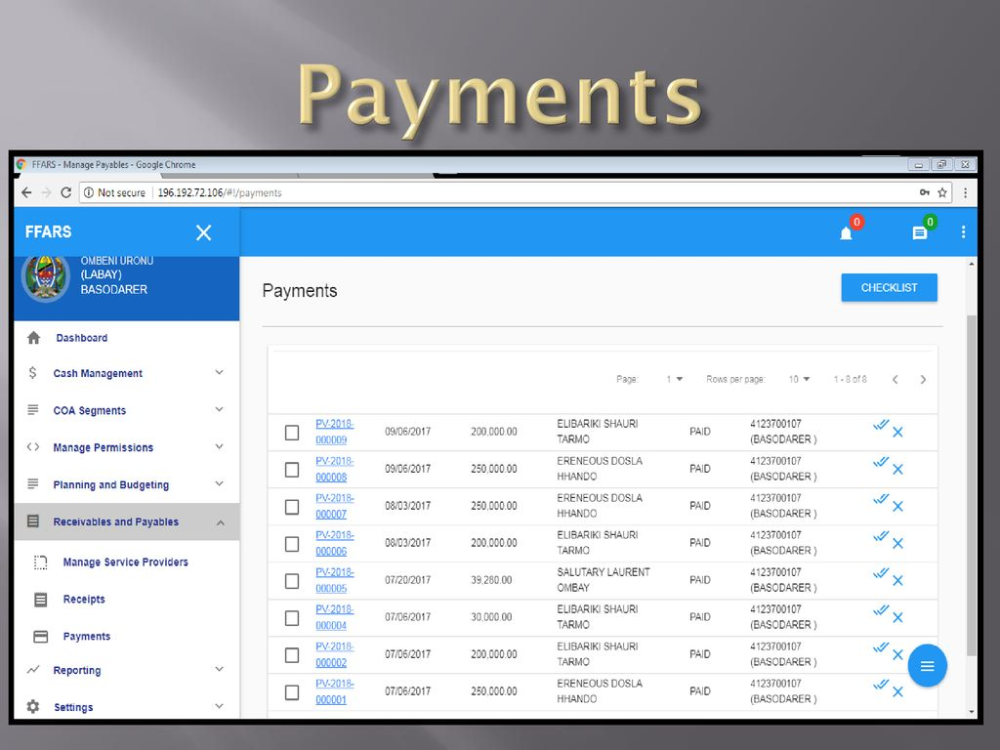 Payments
FFARS - Manage Payables - Google Chrome
Not secure 196.192.72.106/#!/payments
FFARS
0
0
OMBENI URONU
(LABAY)
BASODARER
Dashboard
Cash Management
COA Segments
Manage Permissions
Planning and Budgeting
Receivables and Payables
Manage Service Providers
Receipts
Payments
Reporting
Settings
Payments
CHECKLIST
Page: 1 Rows per page: 10 1 - 8 of 8
PV-2018- 09/06/2017 200,000.00 ELIBARIKI SHAURI PAID 4123700107
000009 TARMO (BASODARER )
PV-2018- 09/06/2017 250,000.00 ERENEOUS DOSLA PAID 4123700107
000008 HHANDO (BASODARER )
PV-2018- 08/03/2017 250,000.00 ERENEOUS DOSLA PAID 4123700107
000007 HHANDO (BASODARER )
PV-2018- 08/03/2017 200,000.00 ELIBARIKI SHAURI PAID 4123700107
000006 TARMO (BASODARER )
PV-2018- 07/20/2017 39,280.00 SALUTARY LAURENT PAID 4123700107
000005 OMBAY (BASODARER )
PV-2018- 07/06/2017 30,000.00 ELIBARIKI SHAURI PAID 4123700107
000004 TARMO (BASODARER )
PV-2018- 07/06/2017 200,000.00 ELIBARIKI SHAURI PAID 4123700107
000002 TARMO (BASODARER )
PV-2018- 07/06/2017 250,000.00 ERENEOUS DOSLA PAID 4123700107
000001 HHANDO (BASODARER )